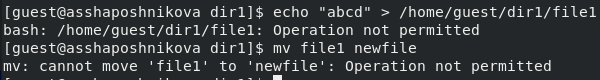 [guest@asshaposhnikova dir1]$ echo "abcd" > /home/guest/dir1/file1
bash: /home/guest/dir1/file1: Operation not permitted
[guest@asshaposhnikova dir1]$ mv file1 newfile
mv: cannot move 'file1' to 'newfile': Operation not permitted
[guest@asshaposhnikova dir1]$